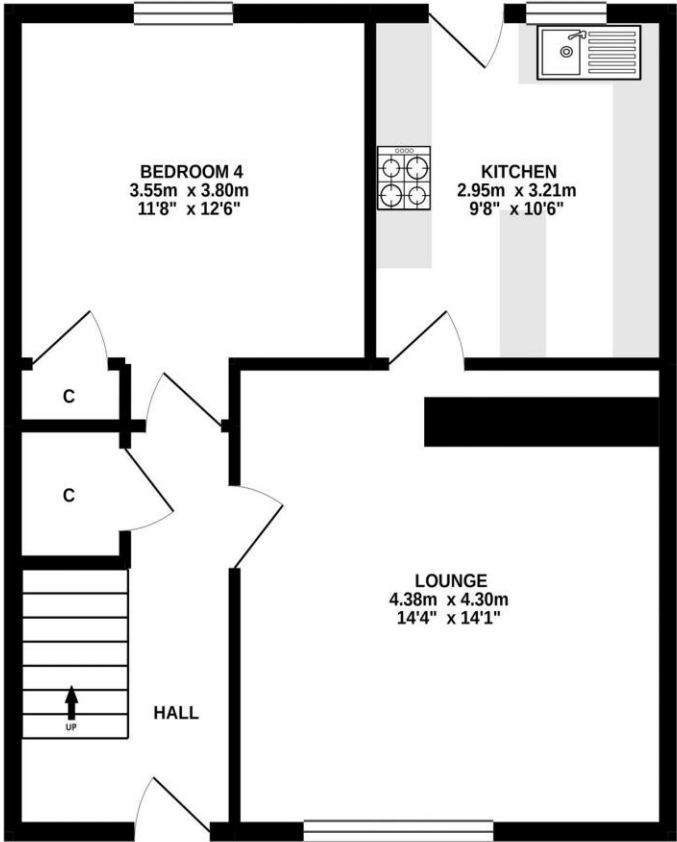 BEDROOM 4
3.55m x 3.80m
11'8" x 12'6"
KITCHEN
2.95m x 3.21m
9'8" x 10'6"
C
C
LOUNGE
4.38m x 4.30m
14'4" x 14'1"
HALL
UP